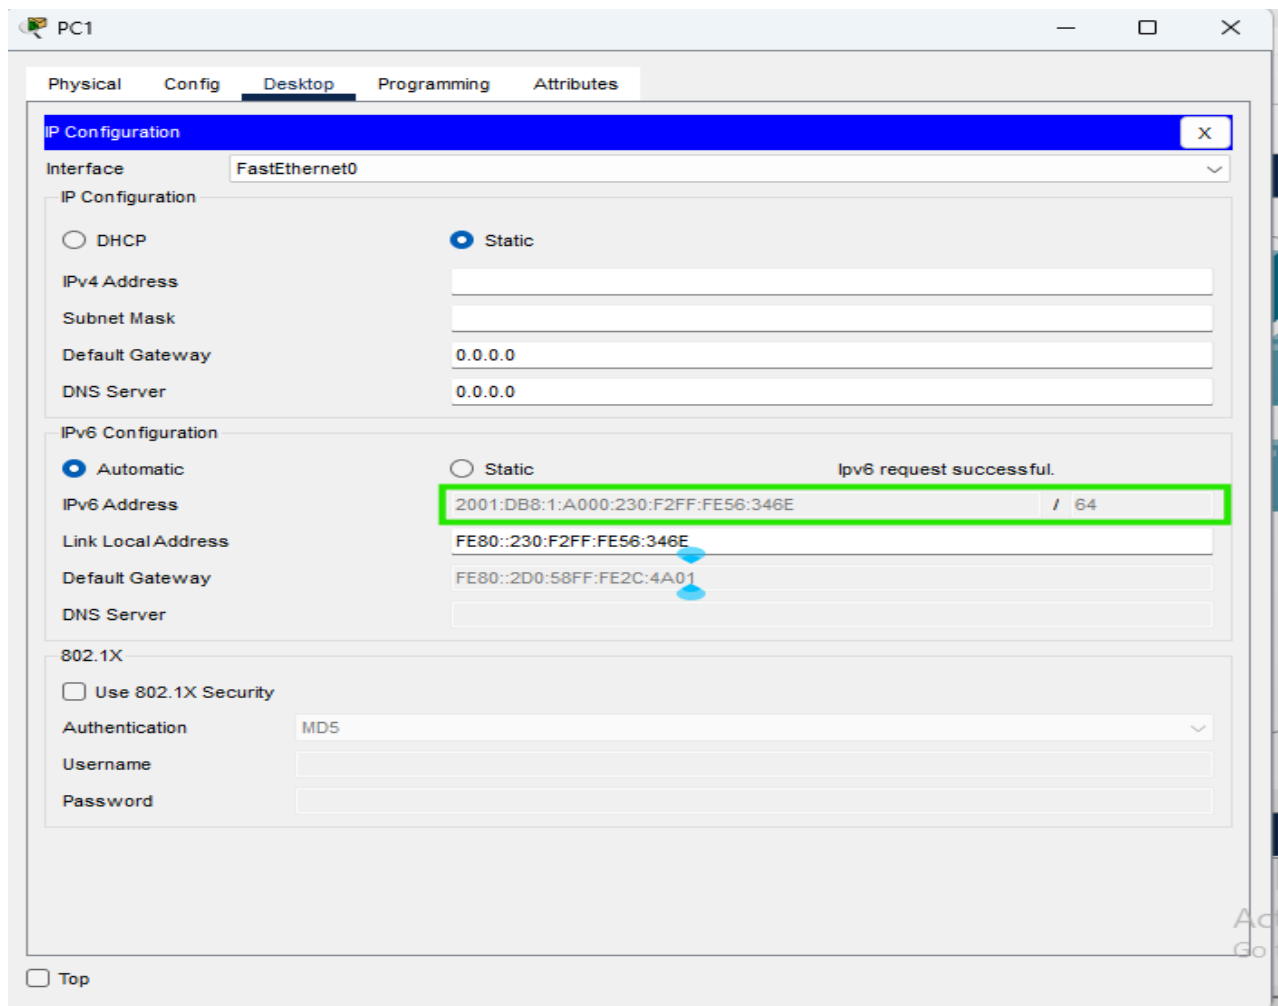 PC1
Physical Config Desktop Programming Attributes
IP Configuration X
Interface FastEthernet0
IP Configuration
DHCP Static
IPv4 Address
Subnet Mask
Default Gateway 0.0.0.0
DNS Server 0.0.0.0
IPv6 Configuration
Automatic Static Ipv6 request successful.
IPv6 Address 2001:DB8:1:A000:230:F2FF:FE56:346E / 64
Link Local Address FE80::230:F2FF:FE56:346E
Default Gateway FE80::2D0:58FF:FE2C:4A01
DNS Server
802.1X
Use 802.1X Security
Authentication MD5
Username
Password
Go
Top